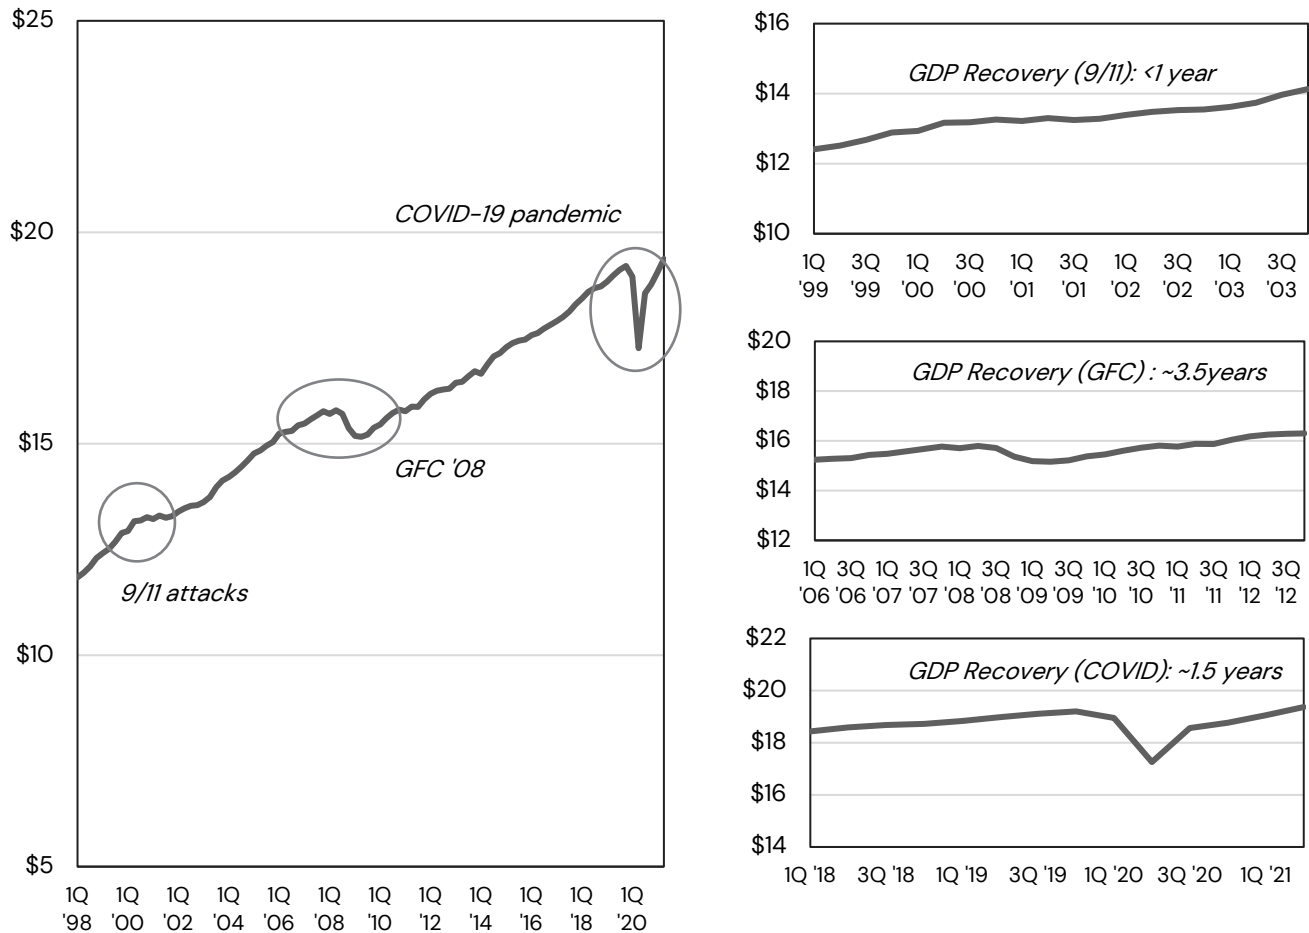 $25
$20
$15
$10
$5
COVID-19 pandemic
GFC '08
9/11 attacks
1Q 1Q 1Q 1Q 1Q 1Q 1Q 1Q 1Q 1Q 1Q 1Q
'98 '00 '02 '04 '06 '08 '10 '12 '14 '16 '18 '20
$16
$14
$12
$10
GDP Recovery (9/11): <1 year
1Q 3Q 1Q 3Q 1Q 3Q 1Q 3Q 1Q 3Q
'99 '99 '00 '00 '01 '01 '02 '02 '03 '03
$20
$18
$16
$14
$12
GDP Recovery (GFC) : ~3.5years
1Q 3Q 1Q 3Q 1Q 3Q 1Q 3Q 1Q 3Q 1Q 3Q 1Q 3Q
'06 '06 '07 '07 '08 '08 '09 '09 '10 '10 '11 '11 '12 '12
$22
$20
$18
$16
$14
GDP Recovery (COVID): ~1.5 years
1Q '18 3Q '18 1Q '19 3Q '19 1Q '20 3Q '20 1Q '21